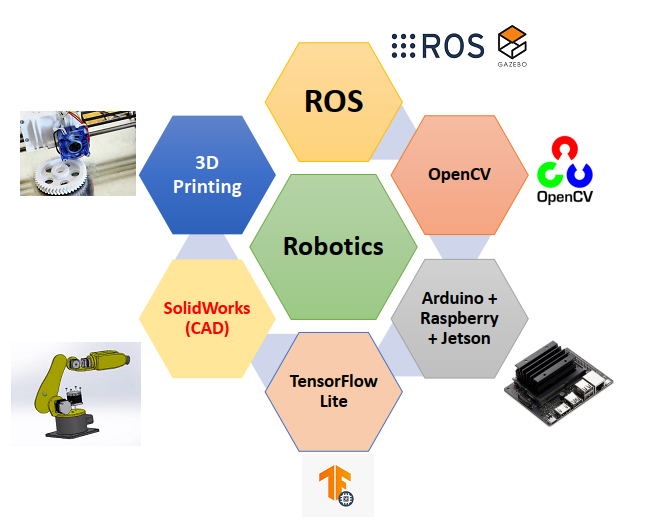 ROS
GAZEBO
ROS
3D
Printing
OpenCV
OpenCV
Robotics
SolidWorks
(CAD)
Arduino +
Raspberry
+ Jetson
TensorFlow
Lite